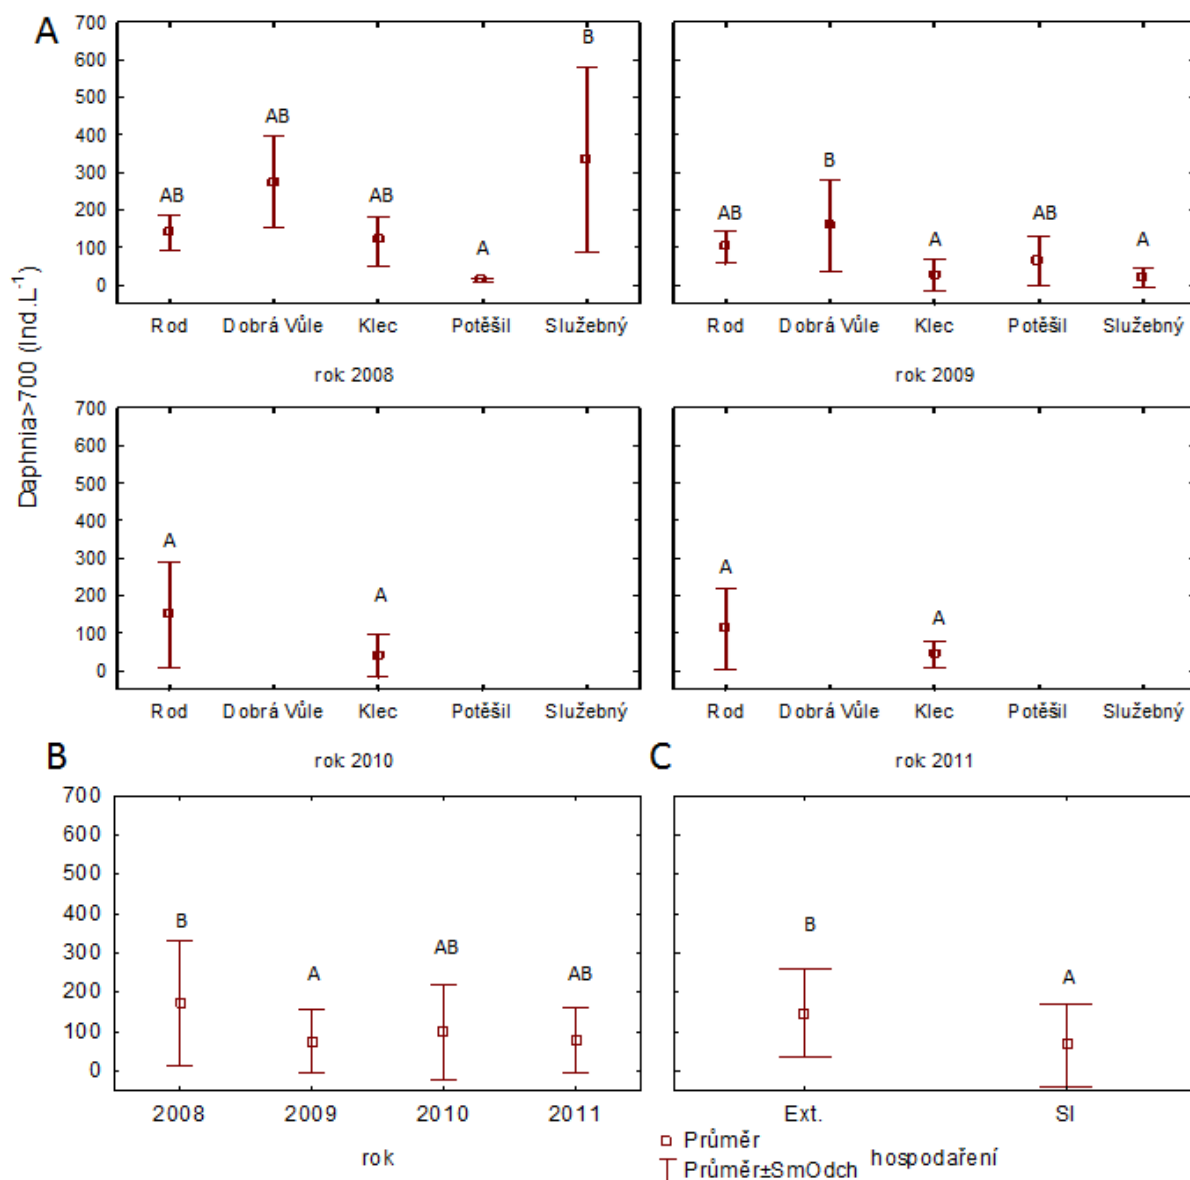 A
Daphnia>700 (Ind.L-1)
700
600
500
400
300
200
100
0
AB
AB
AB
A
B
Rod
Dobrá Vůle
Klec
Potěšil
Služebný
rok: 2008
AB
B
A
AB
A
Rod
Dobrá Vůle
Klec
Potěšil
Služebný
rok: 2009
700
600
500
400
300
200
100
0
A
A
Rod
Dobrá Vůle
Klec
Potěšil
Služebný
rok: 2010
A
A
Rod
Dobrá Vůle
Klec
Potěšil
Služebný
rok: 2011
B
700
600
500
400
300
200
100
0
B
A
AB
AB
2008
2009
2010
2011
rok
C
B
A
Ext.
SI
hospodaření
Průměr
Průměr±SmOdch